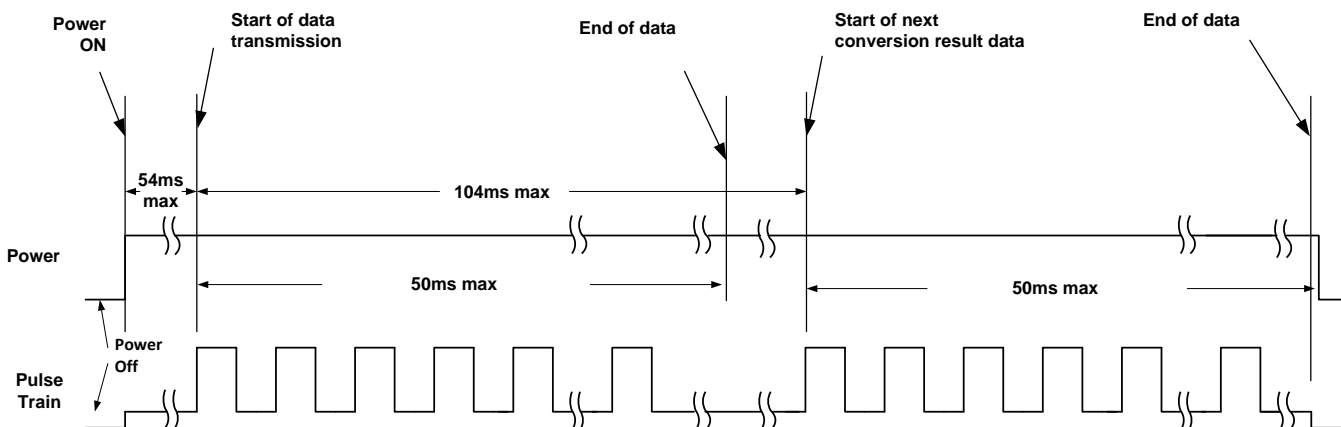 Power
ON
Start of data
transmission
End of data
Start of next
conversion result data
End of data
54ms
max
104ms max
Power
50ms max
50ms max
Power
Off
Pulse
Train